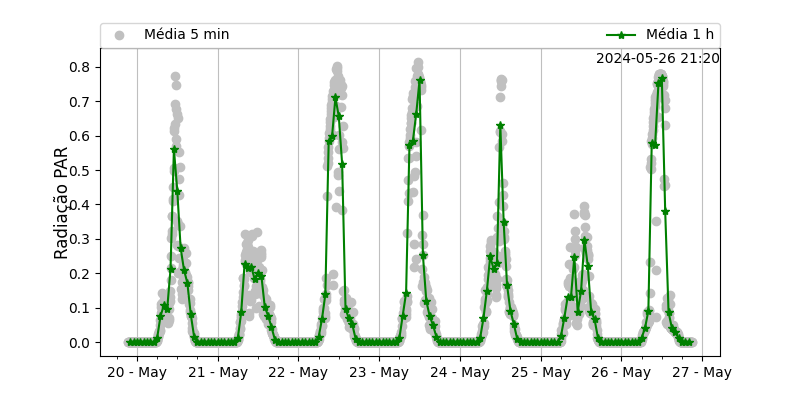 Média 5 min
Média 1 h
2024-05-26 21:20
Radiação PAR
0.8
0.7
0.6
0.5
0.4
0.3
0.2
0.1
0.0
20 - May
21 - May
22 - May
23 - May
24 - May
25 - May
26 - May
27 - May